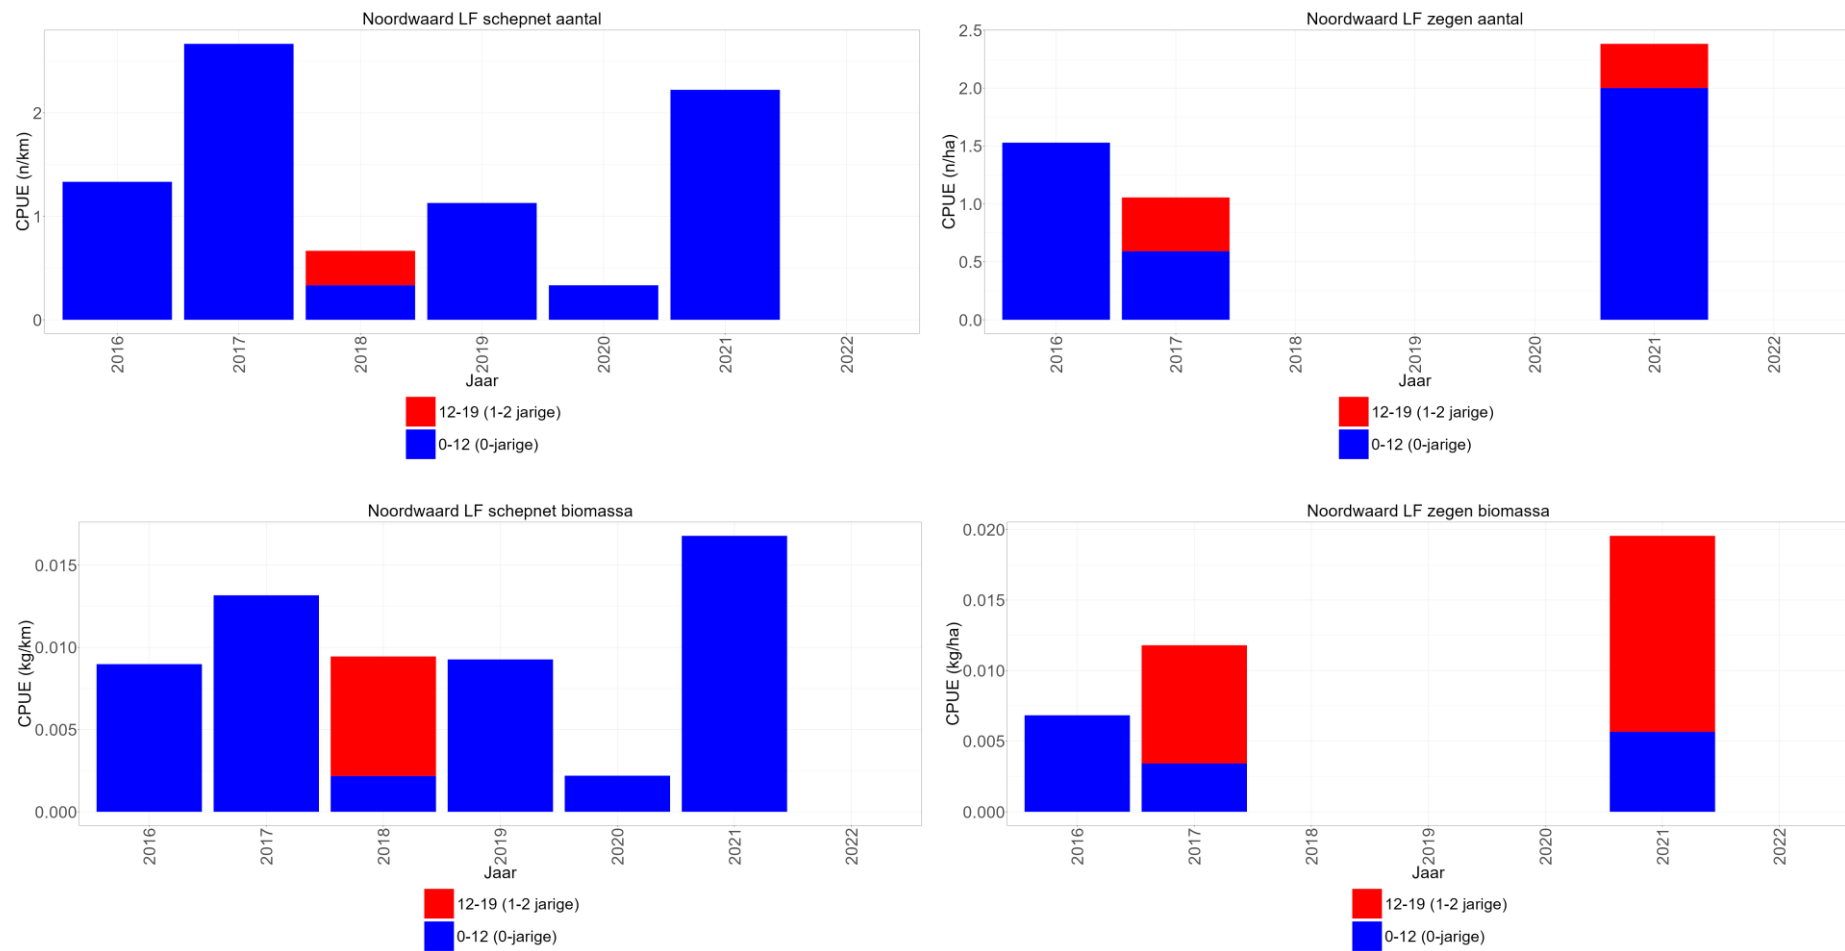 Noordwaard LF schepnet aantal
CPUE (n/km)
2
1
0
2016 2017 2018 2019 2020 2021 2022
Jaar
12-19 (1-2 jarige)
0-12 (0-jarige)
Noordwaard LF zegen aantal
CPUE (n/ha)
2.5
2.0
1.5
1.0
0.5
0.0
2016 2017 2018 2019 2020 2021 2022
Jaar
12-19 (1-2 jarige)
0-12 (0-jarige)
Noordwaard LF schepnet biomassa
CPUE (kg/km)
0.015
0.010
0.005
0.000
2016 2017 2018 2019 2020 2021 2022
Jaar
12-19 (1-2 jarige)
0-12 (0-jarige)
Noordwaard LF zegen biomassa
CPUE (kg/ha)
0.020
0.015
0.010
0.005
0.000
2016 2017 2018 2019 2020 2021 2022
Jaar
12-19 (1-2 jarige)
0-12 (0-jarige)